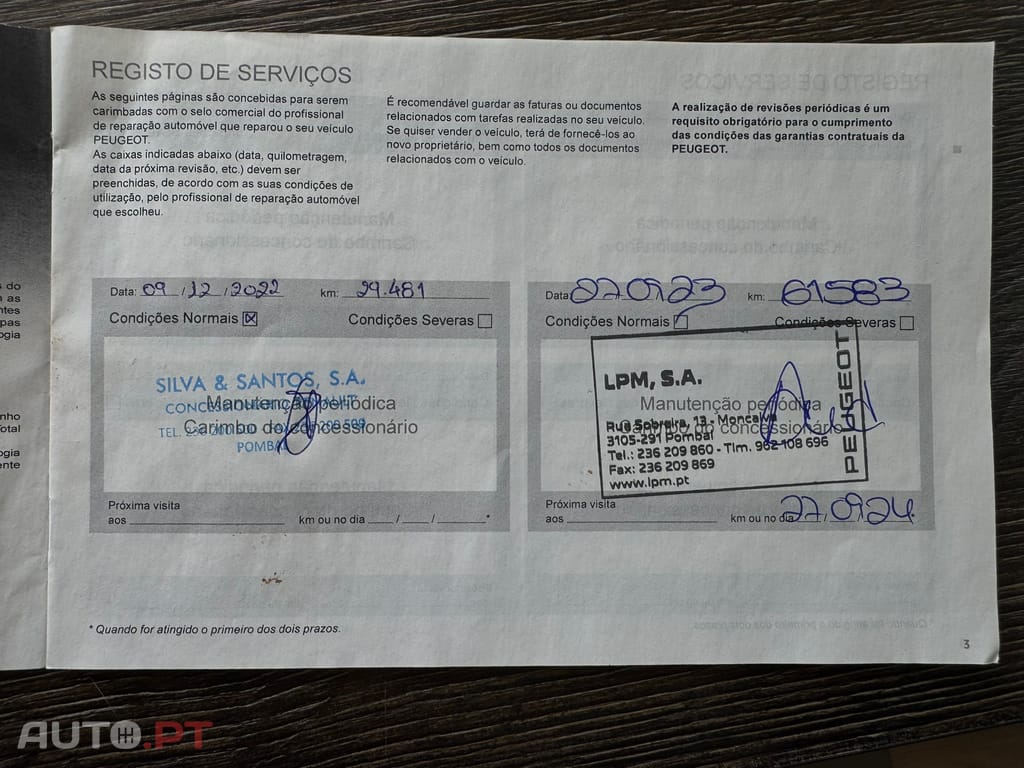 REGISTO DE SERVIÇOS
As seguintes páginas são concebidas para serem
carimbadas com o selo comercial do profissional
de reparação automóvel que reparou o seu veículo
PEUGEOT.
As caixas indicadas abaixo (data, quilometragem,
data da próxima revisão, etc.) devem ser
preenchidas, de acordo com as suas condições de
utilização, pelo profissional de reparação automóvel
que escolheu.
É recomendável guardar as faturas ou documentos
relacionados com tarefas realizadas no seu veículo.
Se quiser vender o veículo, terá de fornecê-los ao
novo proprietário, bem como todos os documentos
relacionados com o veículo.
A realização de revisões periódicas é um
requisito obrigatório para o cumprimento
das condições das garantias contratuais da
PEUGEOT.
Data: 09/12/2022 km: 29.481
Condições Normais Condições Severas
SILVA & SANTOS, S.A.
Manutenção periódica
Carimbo do concessionário
TEL. 236
POMBAL
Próxima visita
aos km ou no dia / / *
Data 27.09.23 km: 61583
Condições Normais Condições Severas
LPM, S.A.
PEUGEOT
Manutenção periódica
Carimbo do concessionário
Rua Sobreira, 13 -
3105-291 Pombal
Tel.: 236 209 860 - Tlm. 962 108 696
Fax: 236 209 869
www.lpm.pt
Próxima visita
aos km ou no dia 27.09.24
* Quando for atingido o primeiro dos dois prazos.
3
AUTO.PT